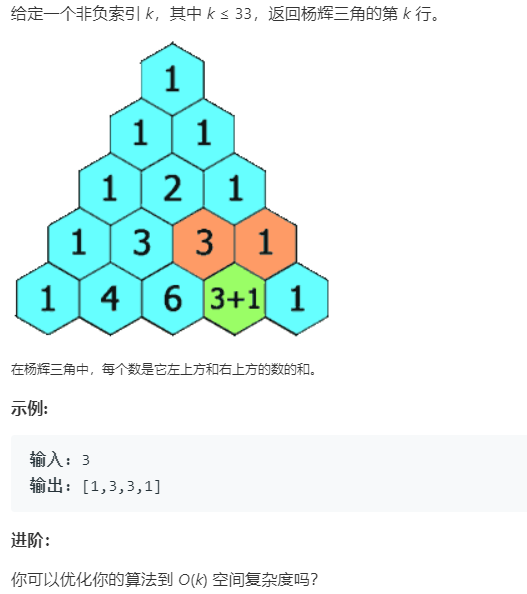 给定一个非负索引 k，其中 k ≤ 33，返回杨辉三角的第 k 行。
1
1 1
1 2 1
1 3 3 1
1 4 6 3+1 1
在杨辉三角中，每个数是它左上方和右上方的数的和。
示例:
输入: 3
输出: [1,3,3,1]
进阶：
你可以优化你的算法到 O(k) 空间复杂度吗？